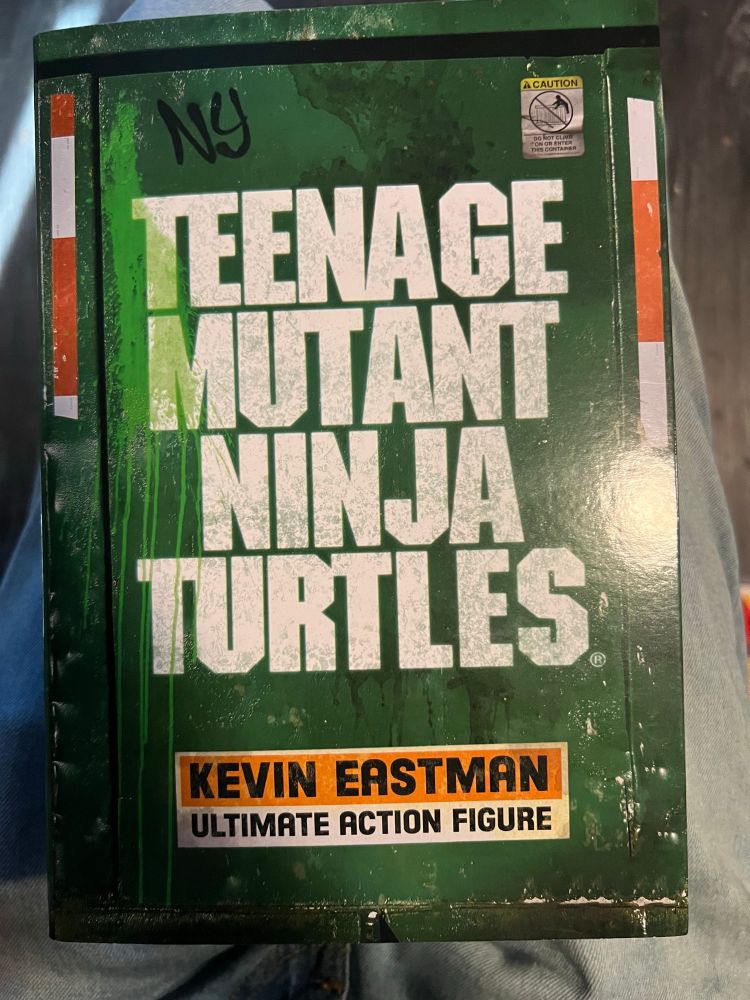 NY
⚠ CAUTION
DO NOT CLIMB
ON OR ENTER
THIS CONTAINER
TEENAGE
MUTANT
NINJA
TURTLES®
KEVIN EASTMAN
ULTIMATE ACTION FIGURE